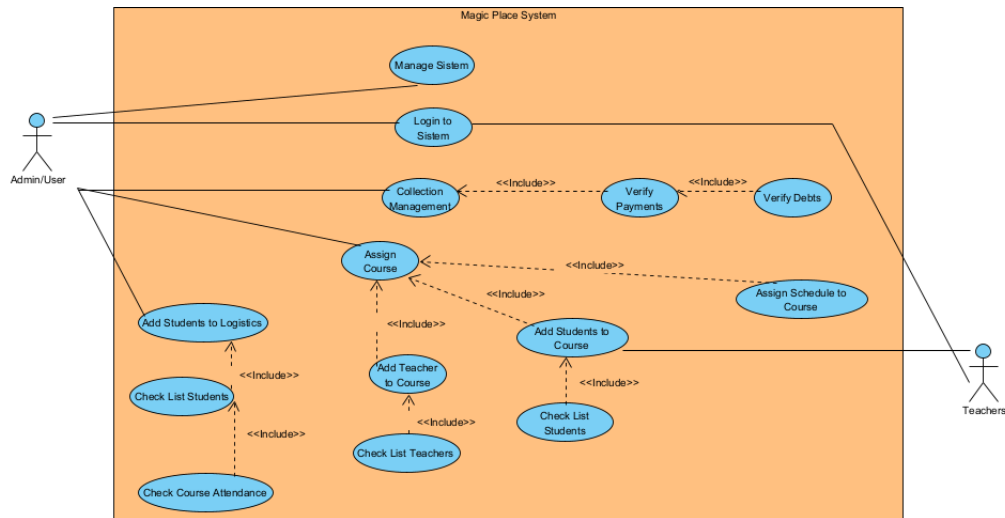 Magic Place System
Manage Sistem
Login to
Sistem
Admin/User
Collection
Management
<<Include>>
Verify
Payments
<<Include>>
Verify Debts
Assign
Course
<<Include>>
Assign Schedule to
Course
Add Students to Logistics
<<Include>>
<<Include>>
Add Students to
Course
Add Teacher
to Course
<<Include>>
Check List Students
<<Include>>
Check List
Students
Teachers
<<Include>>
<<Include>>
Check List Teachers
Check Course Attendance